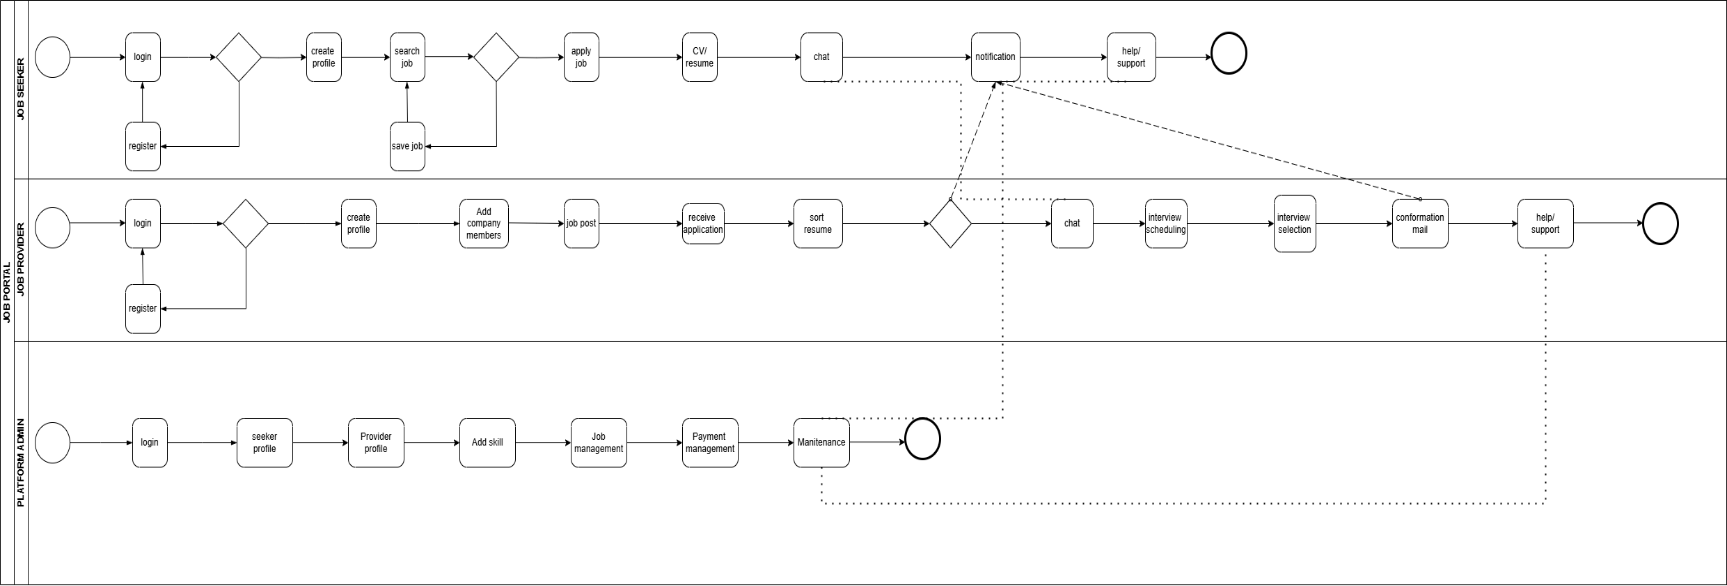 JOB PORTAL
JOB SEEKER
login
create
profile
search
job
apply
job
CV/
resume
chat
notification
help/
support
register
save job
JOB PROVIDER
login
create
profile
Add
company
members
job post
receive
application
sort
resume
chat
interview
scheduling
interview
selection
conformation
mail
help/
support
register
PLATFORM ADMIN
login
seeker
profile
Provider
profile
Add skill
Job
management
Payment
management
Manitenance